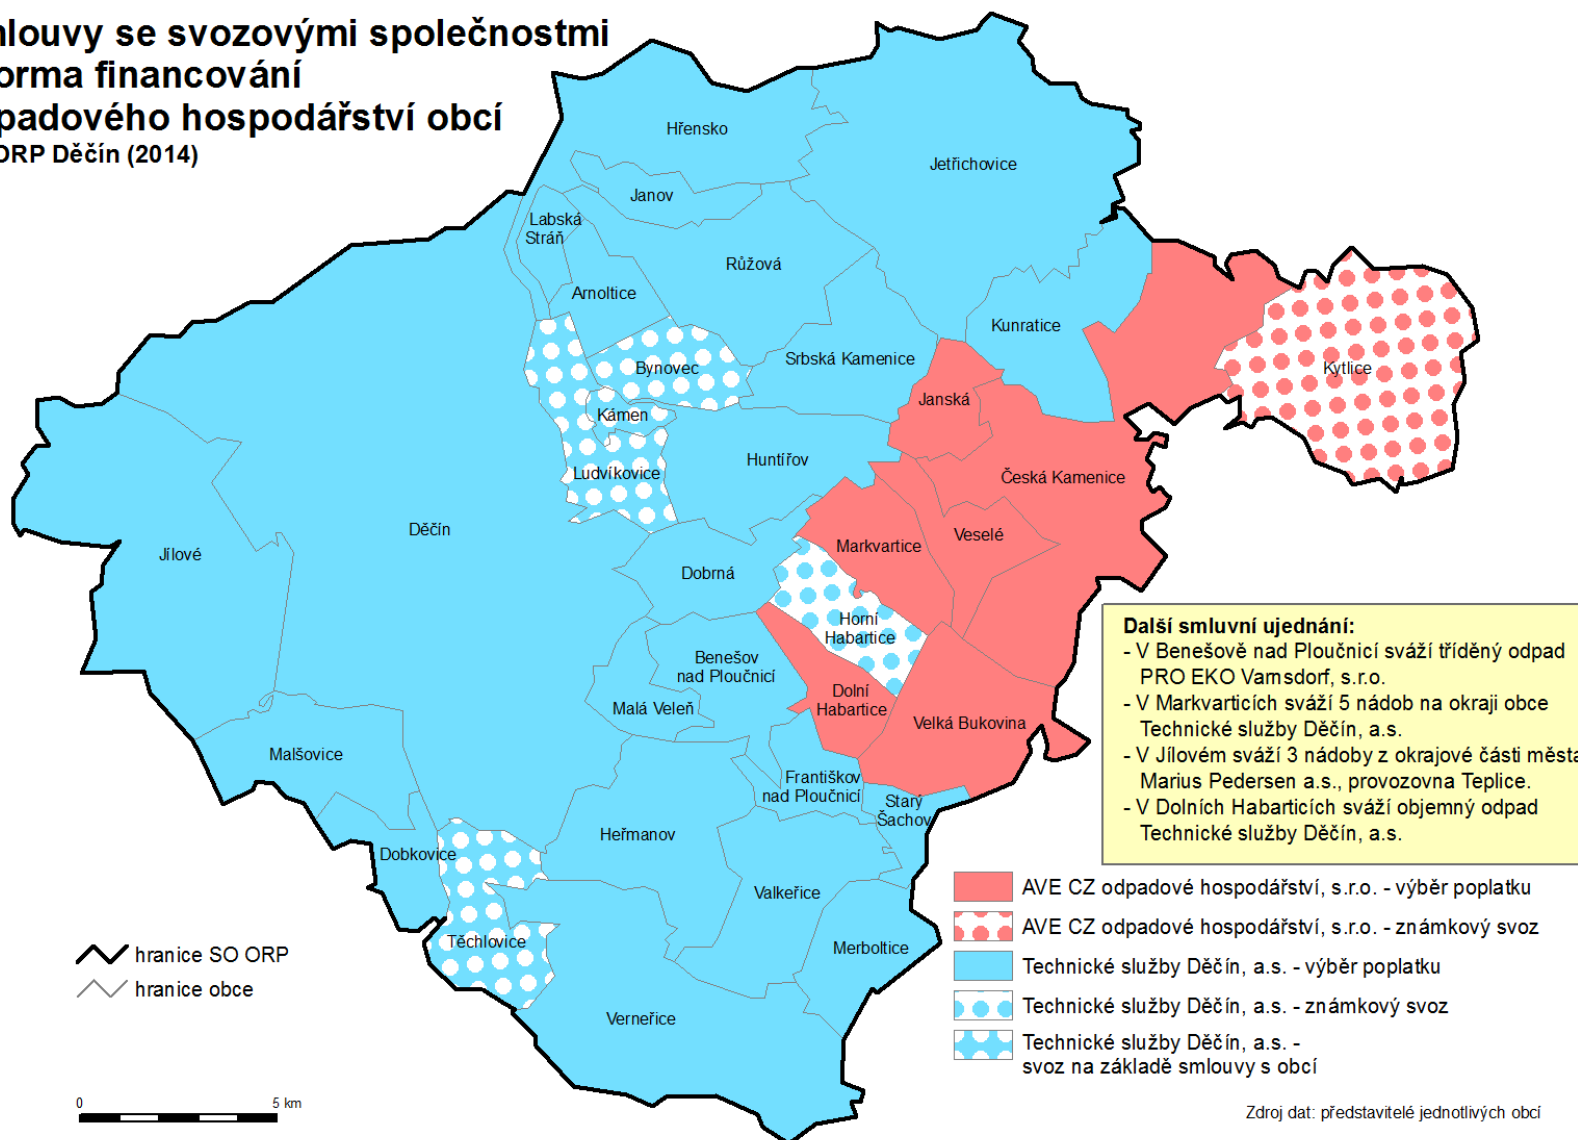 mlouvy se svozovými společnostmi
orma financování
padového hospodářství obcí
ORP Děčín (2014)
Hřensko
Jetřichovice
Janov
Labská
Stráň
Růžová
Arnoltice
Kunratice
Srbská Kamenice
Bynovec
Kytlice
Janská
Kámen
Huntířov
Ludvíkovice
Česká Kamenice
Děčín
Jílové
Veselé
Markvartice
Dobrná
Horní
Habartice
Benešov
nad Ploučnicí
Dolní
Habartice
Malá Veleň
Velká Bukovina
Malšovice
Františkov
nad Ploučnicí
Starý
Šachov
Heřmanov
Dobkovice
Valkeřice
Těchlovice
Merboltice
Verneřice
Další smluvní ujednání:
- V Benešově nad Ploučnicí sváží tříděný odpad
PRO EKO Varnsdorf, s.r.o.
- V Markvarticích sváží 5 nádob na okraji obce
Technické služby Děčín, a.s.
- V Jílovém sváží 3 nádoby z okrajové části města
Marius Pedersen a.s., provozovna Teplice.
- V Dolních Habarticích sváží objemný odpad
Technické služby Děčín, a.s.
AVE CZ odpadové hospodářství, s.r.o. - výběr poplatku
AVE CZ odpadové hospodářství, s.r.o. - známkový svoz
Technické služby Děčín, a.s. - výběr poplatku
Technické služby Děčín, a.s. - známkový svoz
Technické služby Děčín, a.s. -
svoz na základě smlouvy s obcí
hranice SO ORP
hranice obce
0 5 km
Zdroj dat: představitelé jednotlivých obcí